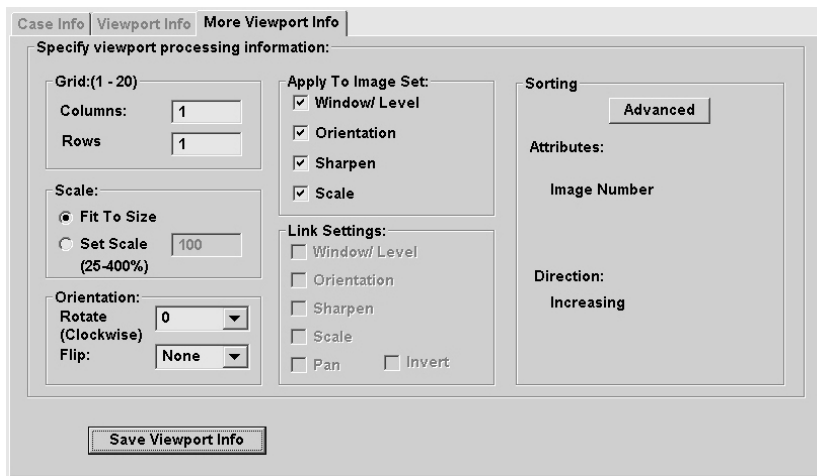 Case Info Viewport Info More Viewport Info
Specify viewport processing information:
Grid:(1 - 20)
Columns: 1
Rows 1
Scale:
Fit To Size
Set Scale 100
(25-400%)
Orientation:
Rotate 0
(Clockwise)
Flip: None
Apply To Image Set:
Window/ Level
Orientation
Sharpen
Scale
Link Settings:
Window/ Level
Orientation
Sharpen
Scale
Pan Invert
Sorting
Advanced
Attributes:
Image Number
Direction:
Increasing
Save Viewport Info